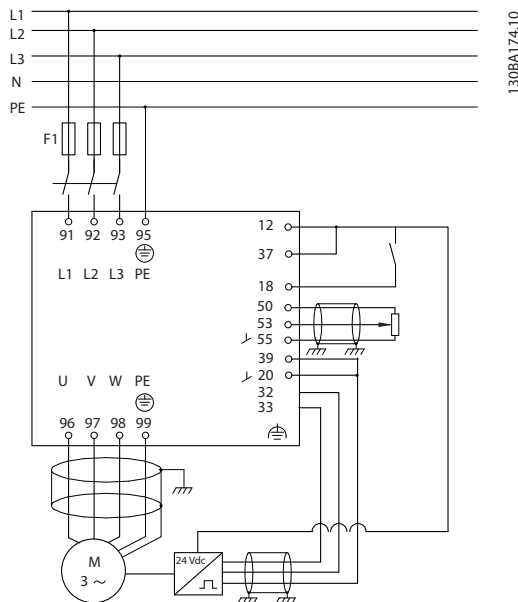 L1
L2
L3
N
PE
130BA174.10
F1
91 92 93 95
L1 L2 L3 PE
12
37
18
50
53
55
39
20
32
33
U V W PE
96 97 98 99
M
3 ~
24 Vdc